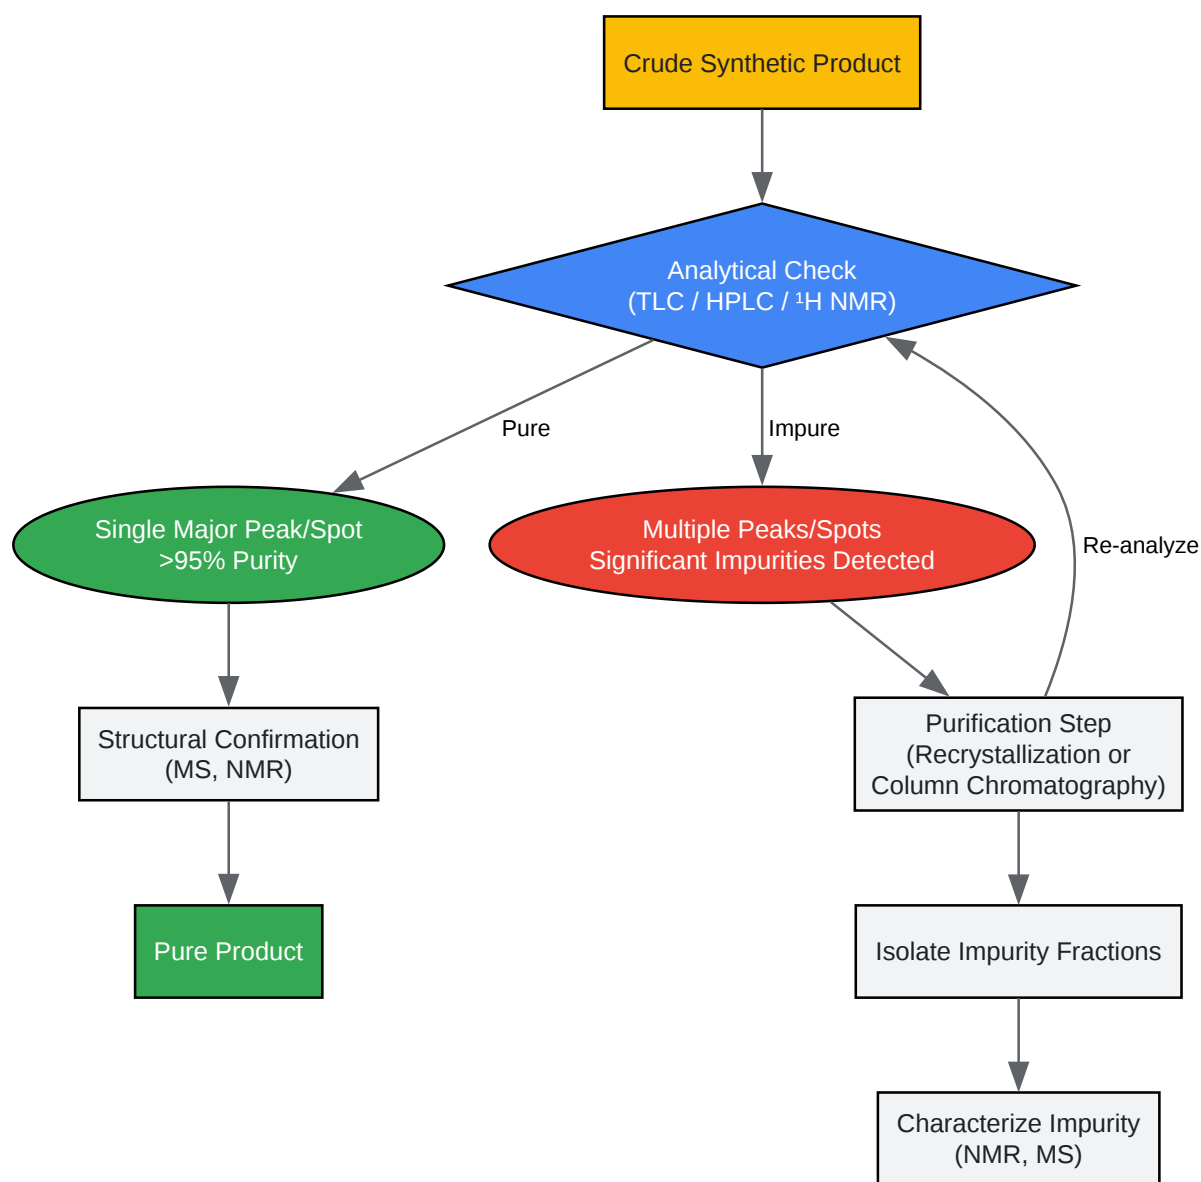 Crude Synthetic Product
Analytical Check
(TLC / HPLC / ¹H NMR)
Pure
Impure
Single Major Peak/Spot
>95% Purity
Multiple Peaks/Spots
Significant Impurities Detected
Re-analyze
Structural Confirmation
(MS, NMR)
Purification Step
(Recrystallization or
Column Chromatography)
Pure Product
Isolate Impurity Fractions
Characterize Impurity
(NMR, MS)